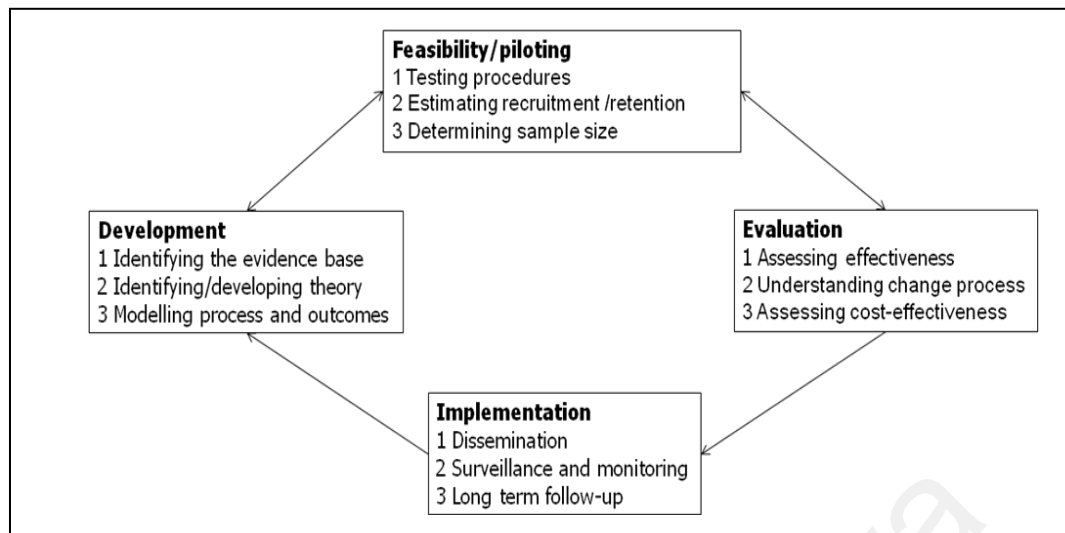 Feasibility/piloting
1 Testing procedures
2 Estimating recruitment /retention
3 Determining sample size
Development
1 Identifying the evidence base
2 Identifying/developing theory
3 Modelling process and outcomes
Evaluation
1 Assessing effectiveness
2 Understanding change process
3 Assessing cost-effectiveness
Implementation
1 Dissemination
2 Surveillance and monitoring
3 Long term follow-up